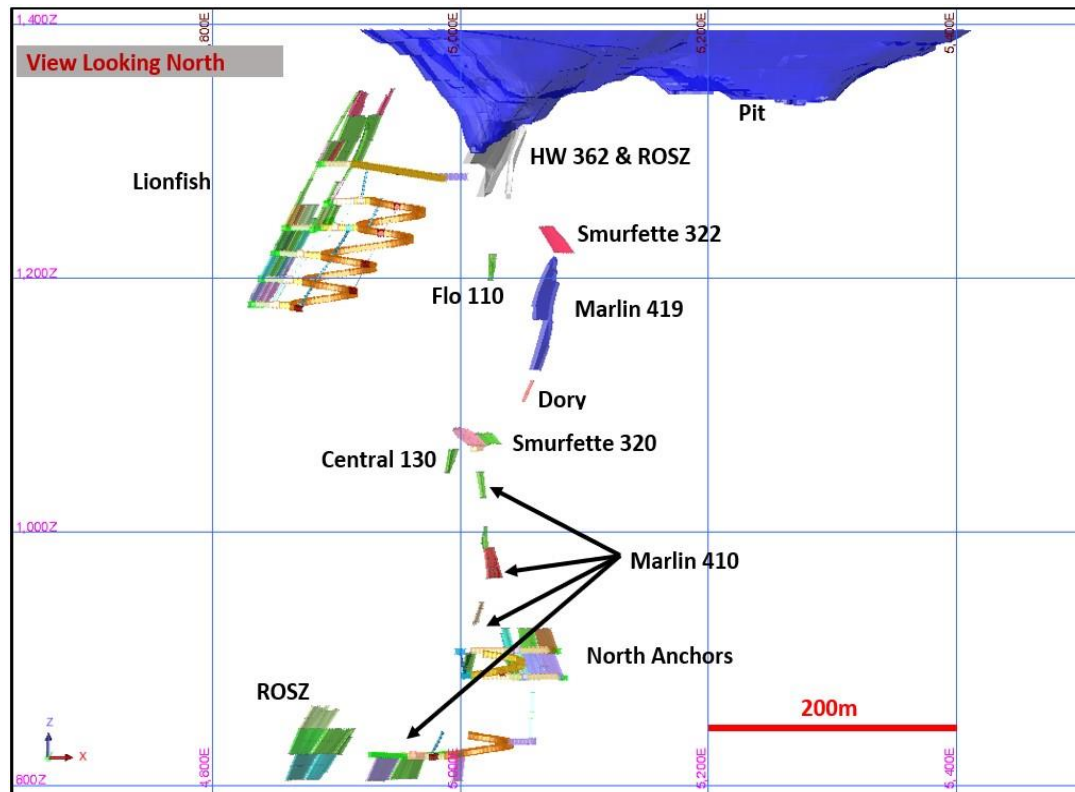 1,400Z
4,800E
5,000E
5,200E
5,400E
View Looking North
Pit
HW 362 & ROSZ
Lionfish
Smurfette 322
1,200Z
Flo 110
Marlin 419
Dory
Smurfette 320
Central 130
1,000Z
Marlin 410
North Anchors
ROSZ
200m
Z
X
800Z
4,800E
5,000E
5,200E
5,400E